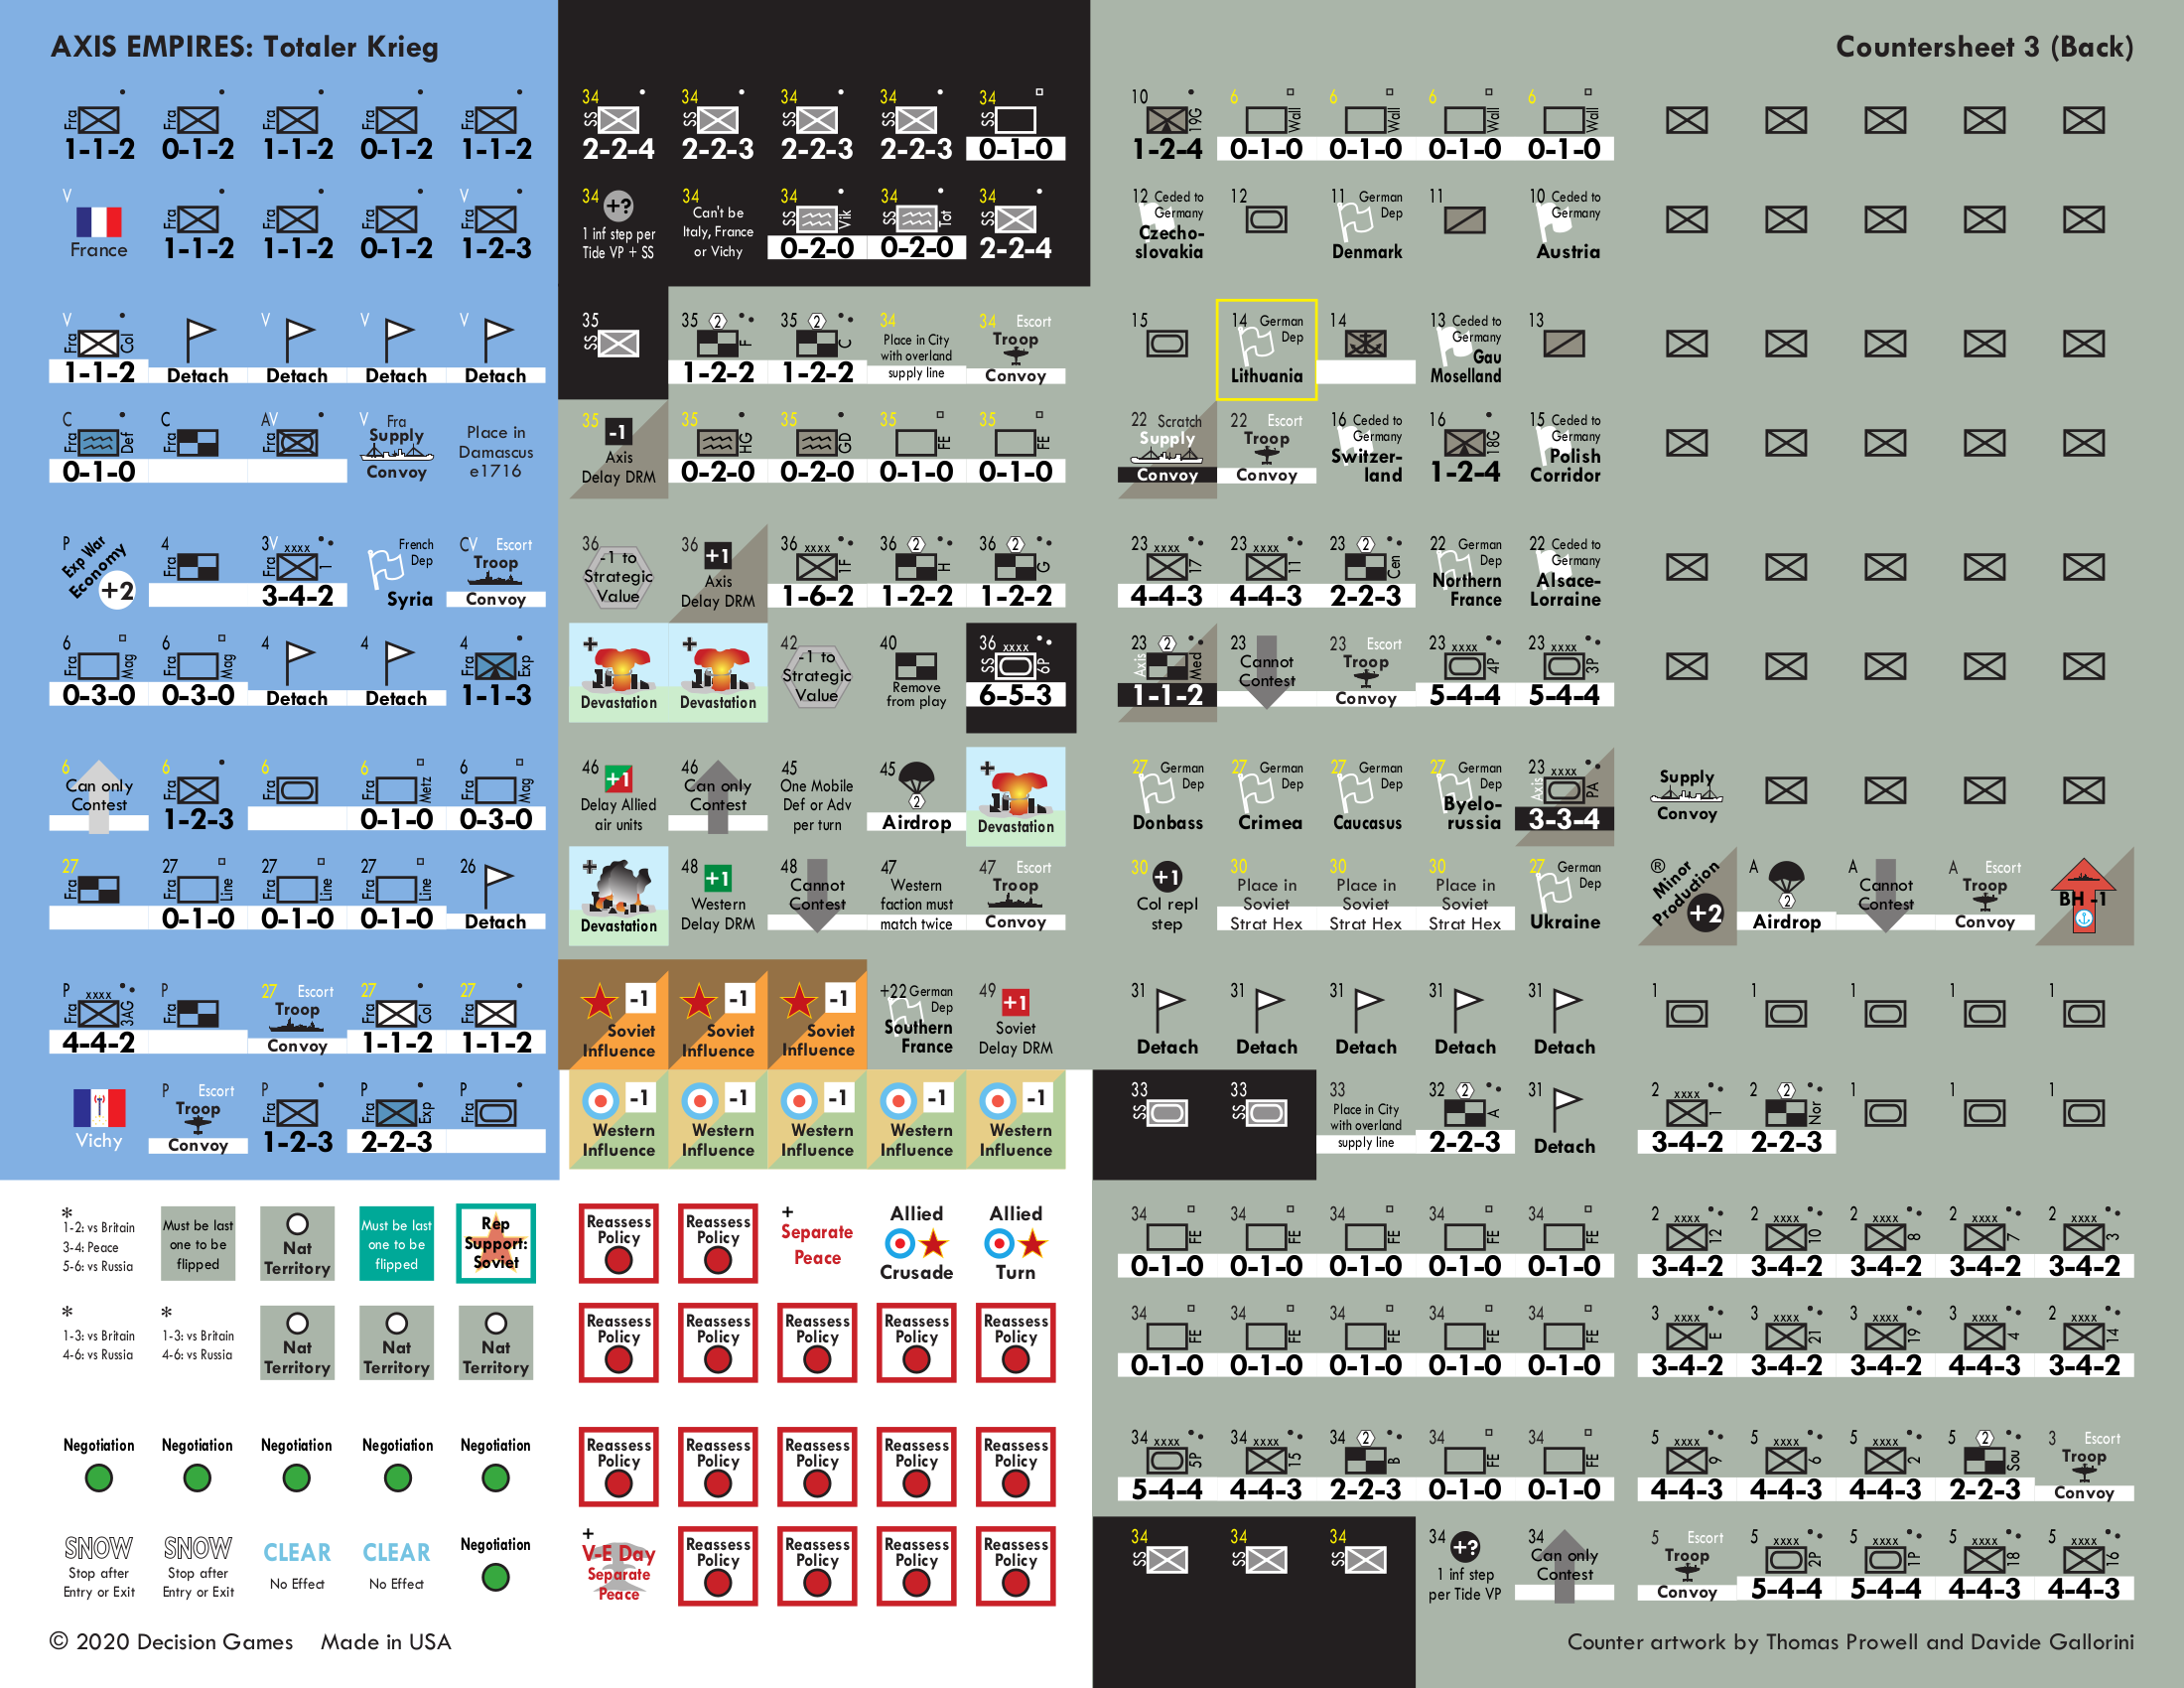 AXIS EMPIRES: Totaler Krieg
Countersheet 3 (Back)
Fra 1-1-2
Fra 0-1-2
Fra 1-1-2
Fra 0-1-2
Fra 1-1-2
V France
Fra 1-1-2
Fra 1-1-2
Fra 0-1-2
V Fra 1-2-3
V Fra Col 1-1-2
Detach
V Detach
V Detach
V Detach
C Fra Def 0-1-0
C Fra
AV Fra
V Fra Supply Convoy
Place in Damascus e1716
P Exp War Economy +2
4 Fra
3V xxxx Fra 1 3-4-2
French Dep Syria
CV Escort Troop Convoy
6 Fra Mag 0-3-0
6 Fra Mag 0-3-0
4 Detach
4 Detach
4 Fra Exp 1-1-3
6 Can only Contest
6 Fra 1-2-3
6 Fra
6 Fra Metz 0-1-0
6 Fra Mag 0-3-0
27 Fra
27 Fra Line 0-1-0
27 Fra Line 0-1-0
27 Fra Line 0-1-0
26 Detach
P xxxx Fra 3AG 4-4-2
P Fra
27 Escort Troop Convoy
27 Fra Col 1-1-2
27 Fra 1-1-2
Vichy
P Escort Troop Convoy
P Fra 1-2-3
P Fra Exp 2-2-3
P Fra
34 SS 2-2-4
34 SS 2-2-3
34 SS 2-2-3
34 SS 2-2-3
34 SS 0-1-0
34 +? 1 inf step per Tide VP + SS
34 Can't be Italy, France or Vichy
34 SS Vik 0-2-0
34 SS Tot 0-2-0
34 SS 2-2-4
35 SS
35 2 F 1-2-2
35 2 C 1-2-2
34 Place in City with overland supply line
34 Escort Troop Convoy
35 -1 Axis Delay DRM
35 HG 0-2-0
35 GD 0-2-0
35 FE 0-1-0
35 FE 0-1-0
36 -1 to Strategic Value
36 +1 Axis Delay DRM
36 xxxx 1F 1-6-2
36 2 H 1-2-2
36 2 G 1-2-2
Devastation
Devastation
42 -1 to Strategic Value
40 Remove from play
36 xxxx SS 6P 6-5-3
46 +1 Delay Allied air units
46 Can only Contest
45 One Mobile Def or Adv per turn
45 2 Airdrop
Devastation
Devastation
48 +1 Western Delay DRM
48 Cannot Contest
47 Western faction must match twice
47 Escort Troop Convoy
-1 Soviet Influence
-1 Soviet Influence
-1 Soviet Influence
+22 German Dep Southern France
49 +1 Soviet Delay DRM
-1 Western Influence
-1 Western Influence
-1 Western Influence
-1 Western Influence
-1 Western Influence
10 19G 1-2-4
6 Wall 0-1-0
6 Wall 0-1-0
6 Wall 0-1-0
6 Wall 0-1-0
12 Ceded to Germany Czecho-slovakia
12
11 German Dep Denmark
11
10 Ceded to Germany Austria
15
14 German Dep Lithuania
14
13 Ceded to Germany Gau Moselland
13
22 Scratch Supply Convoy
22 Escort Troop Convoy
16 Ceded to Germany Switzer-land
16 18G 1-2-4
15 Ceded to Germany Polish Corridor
23 xxxx 17 4-4-3
23 xxxx 11 4-4-3
23 2 Cen 2-2-3
22 German Dep Northern France
22 Ceded to Germany Alsace-Lorraine
23 2 Axis Med 1-1-2
23 Cannot Contest
23 Escort Troop Convoy
23 xxxx 4P 5-4-4
23 xxxx 3P 5-4-4
27 German Dep Donbass
27 German Dep Crimea
27 German Dep Caucasus
27 German Dep Byelo-russia
23 xxxx Axis PA 3-3-4
Supply Convoy
30 +1 Col repl step
30 Place in Soviet Strat Hex
30 Place in Soviet Strat Hex
30 Place in Soviet Strat Hex
27 German Dep Ukraine
® Minor Production +2
A 2 Airdrop
A Cannot Contest
A Escort Troop Convoy
BH -1
31 Detach
31 Detach
31 Detach
31 Detach
31 Detach
1
1
1
1
1
33 SS
33 SS
33 Place in City with overland supply line
32 2 A 2-2-3
31 Detach
2 xxxx 1 3-4-2
2 2 Nor 2-2-3
1
1
1
* 1-2: vs Britain 3-4: Peace 5-6: vs Russia
Must be last one to be flipped
Nat Territory
Must be last one to be flipped
Rep Support: Soviet
Reassess Policy
Reassess Policy
+ Separate Peace
Allied Crusade
Allied Turn
34 FE 0-1-0
34 FE 0-1-0
34 FE 0-1-0
34 FE 0-1-0
34 FE 0-1-0
2 xxxx 12 3-4-2
2 xxxx 10 3-4-2
2 xxxx 8 3-4-2
2 xxxx 7 3-4-2
2 xxxx 3 3-4-2
* 1-3: vs Britain 4-6: vs Russia
* 1-3: vs Britain 4-6: vs Russia
Nat Territory
Nat Territory
Nat Territory
Reassess Policy
Reassess Policy
Reassess Policy
Reassess Policy
Reassess Policy
34 FE 0-1-0
34 FE 0-1-0
34 FE 0-1-0
34 FE 0-1-0
34 FE 0-1-0
3 xxxx E 3-4-2
3 xxxx 21 3-4-2
3 xxxx 19 3-4-2
3 xxxx 4 4-4-3
2 xxxx 14 3-4-2
Negotiation
Negotiation
Negotiation
Negotiation
Negotiation
Reassess Policy
Reassess Policy
Reassess Policy
Reassess Policy
Reassess Policy
34 xxxx 5P 5-4-4
34 xxxx 15 4-4-3
34 2 B 2-2-3
34 FE 0-1-0
34 FE 0-1-0
5 xxxx 9 4-4-3
5 xxxx 6 4-4-3
5 xxxx 2 4-4-3
5 2 Sou 2-2-3
3 Escort Troop Convoy
SNOW Stop after Entry or Exit
SNOW Stop after Entry or Exit
CLEAR No Effect
CLEAR No Effect
Negotiation
+ V-E Day Separate Peace
Reassess Policy
Reassess Policy
Reassess Policy
Reassess Policy
34 SS
34 SS
34 SS
34 +? 1 inf step per Tide VP
34 Can only Contest
5 Escort Troop Convoy
5 xxxx 2P 5-4-4
5 xxxx 1P 5-4-4
5 xxxx 18 4-4-3
5 xxxx 16 4-4-3
© 2020 Decision Games Made in USA
Counter artwork by Thomas Prowell and Davide Gallorini